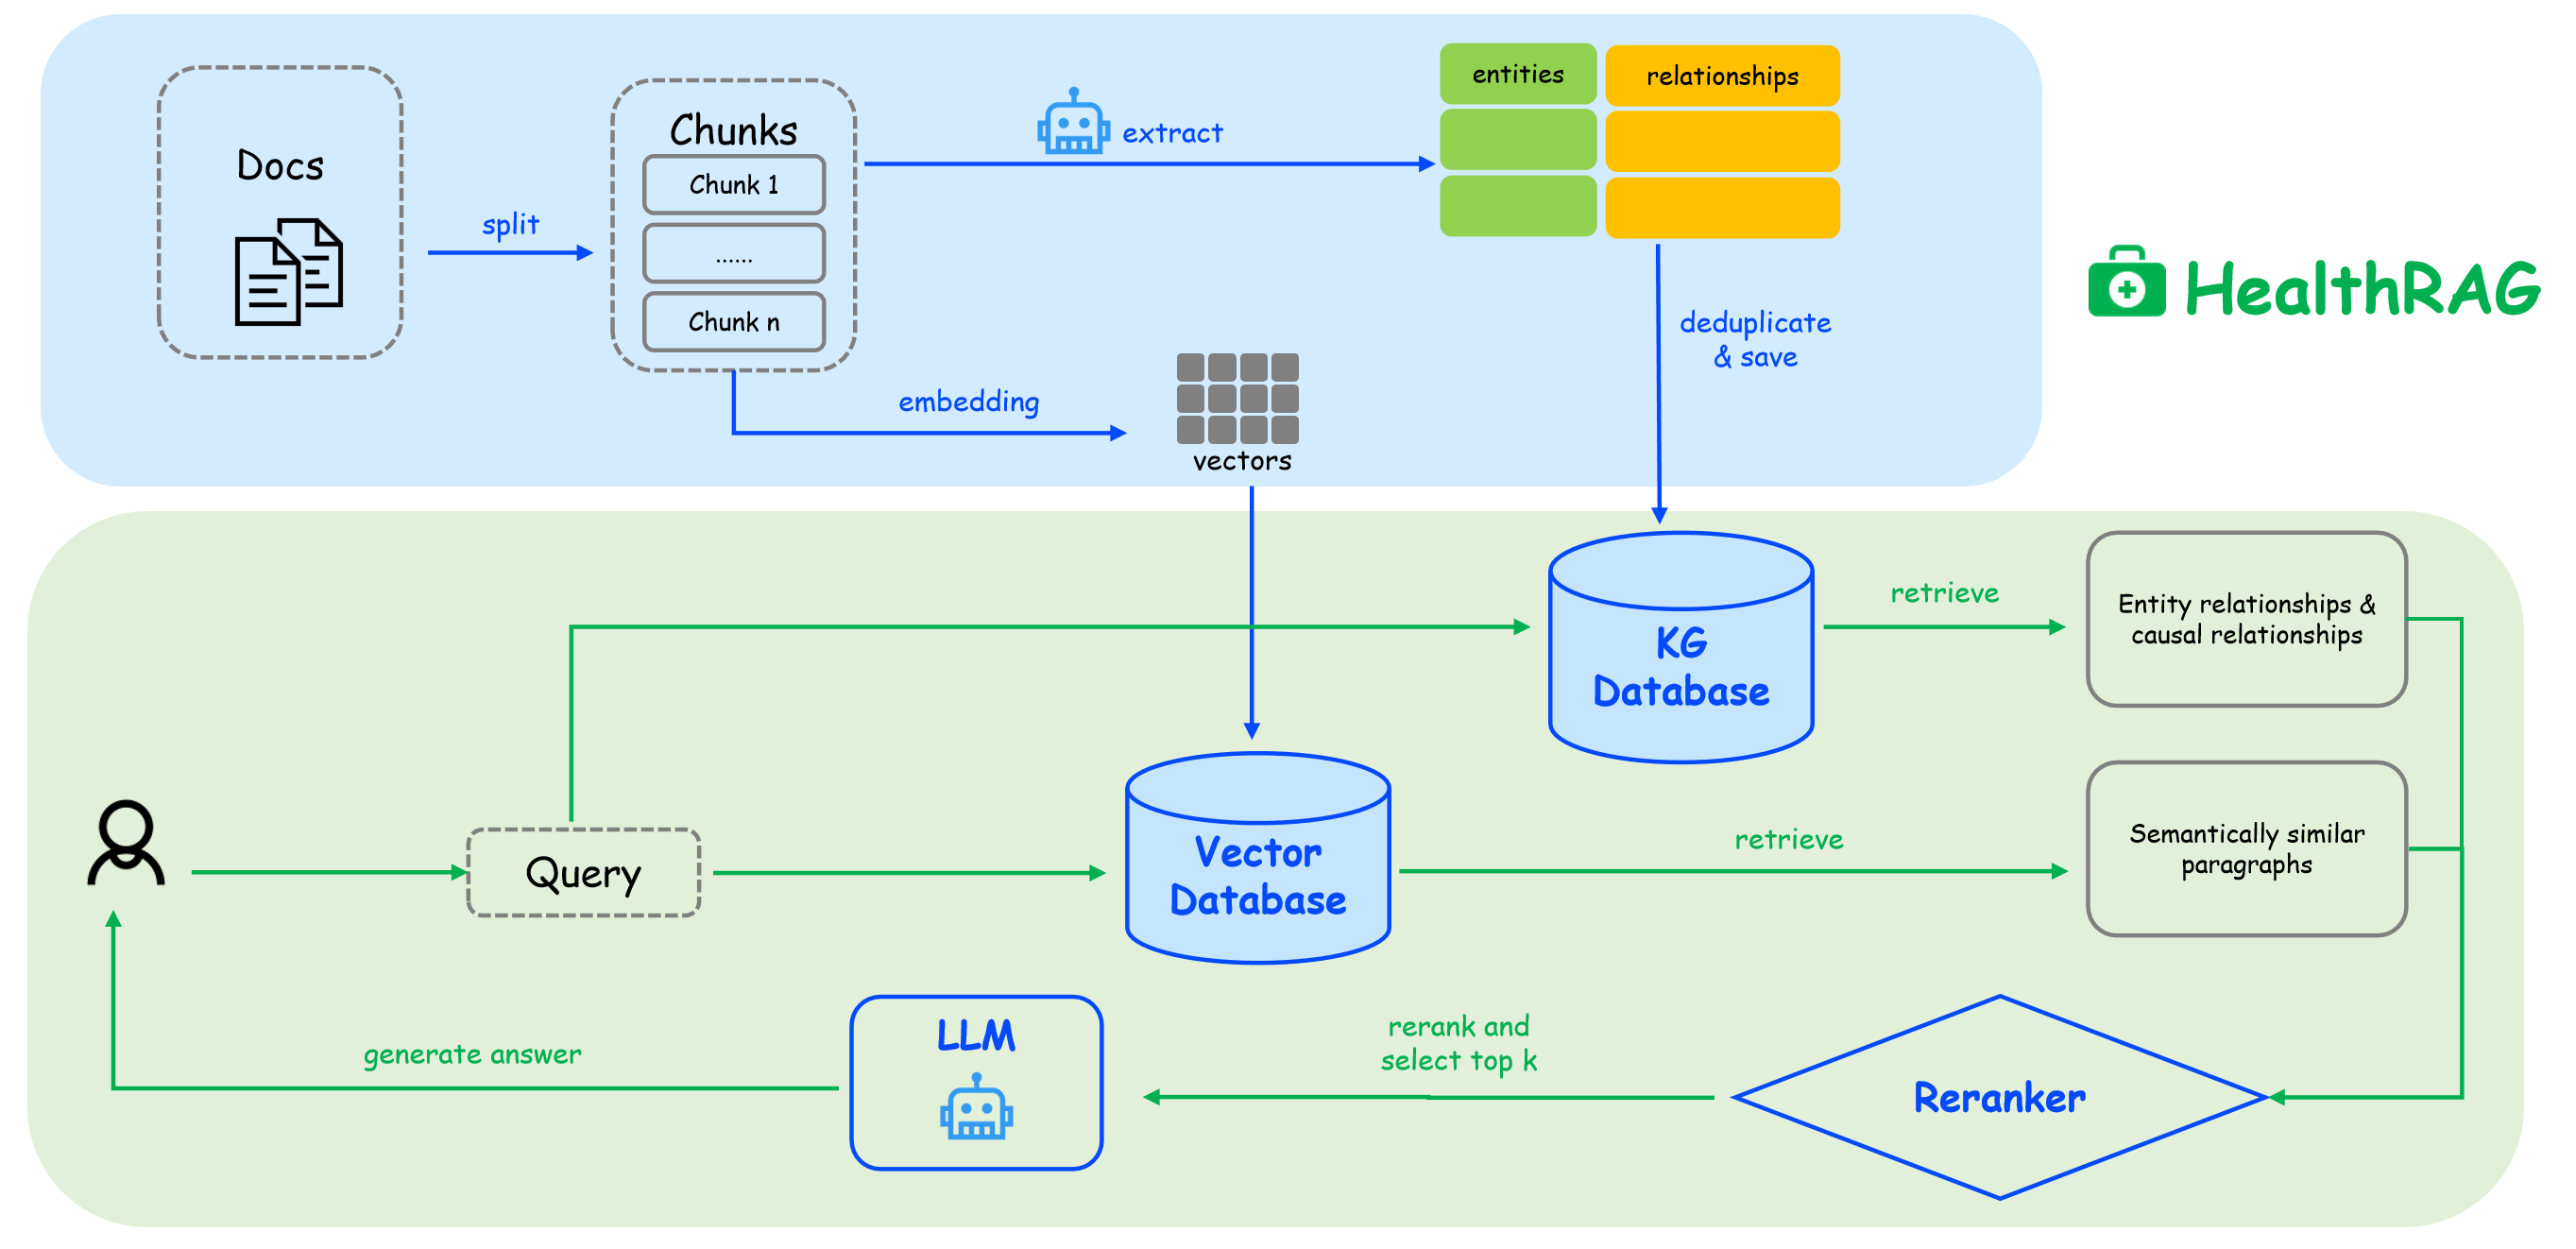 Docs
split
Chunks
Chunk 1
......
Chunk n
extract
entities
relationships
embedding
vectors
deduplicate
& save
HealthRAG
KG
Database
retrieve
Entity relationships &
causal relationships
Query
Vector
Database
retrieve
Semantically similar
paragraphs
Reranker
rerank and
select top k
LLM
generate answer